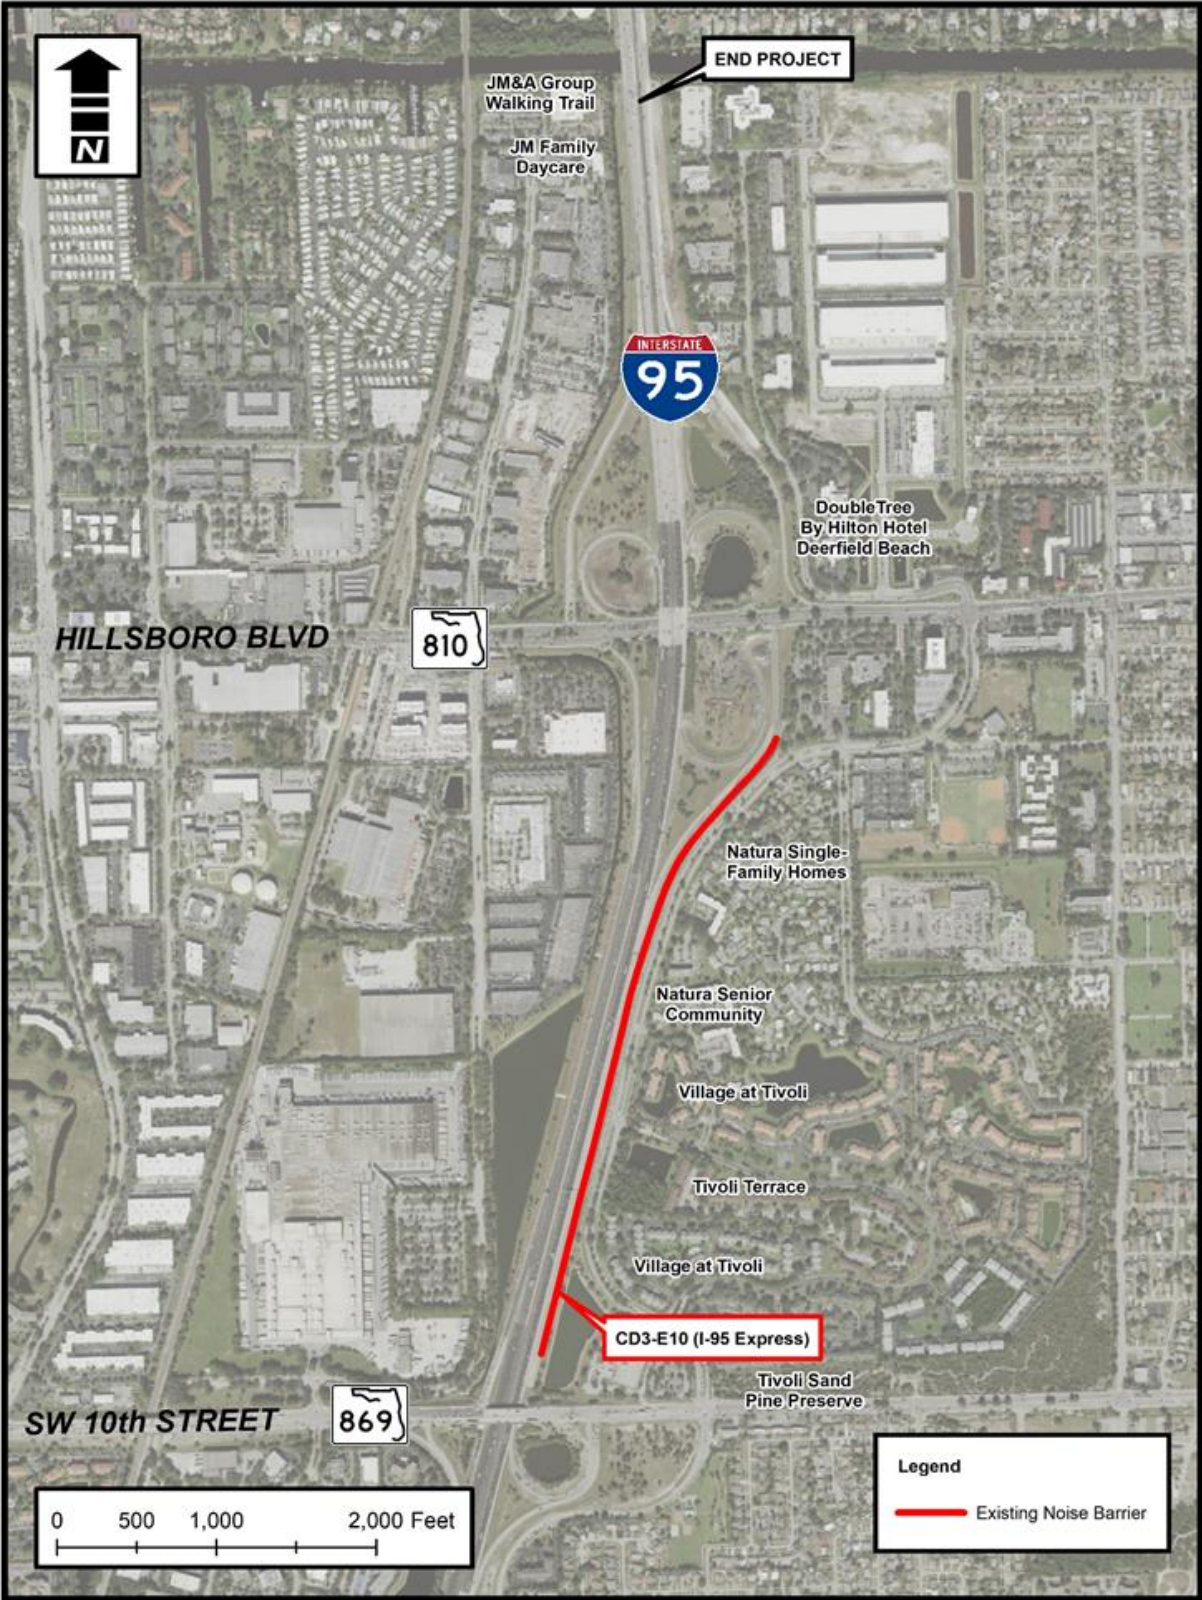 END PROJECT
JM&A Group
Walking Trail
JM Family
Daycare
N
INTERSTATE
95
DoubleTree
By Hilton Hotel
Deerfield Beach
HILLSBORO BLVD
810
Natura Single-
Family Homes
Natura Senior
Community
Village at Tivoli
Tivoli Terrace
Village at Tivoli
CD3-E10 (I-95 Express)
Tivoli Sand
Pine Preserve
SW 10th STREET
869
Legend
Existing Noise Barrier
0 500 1,000 2,000 Feet